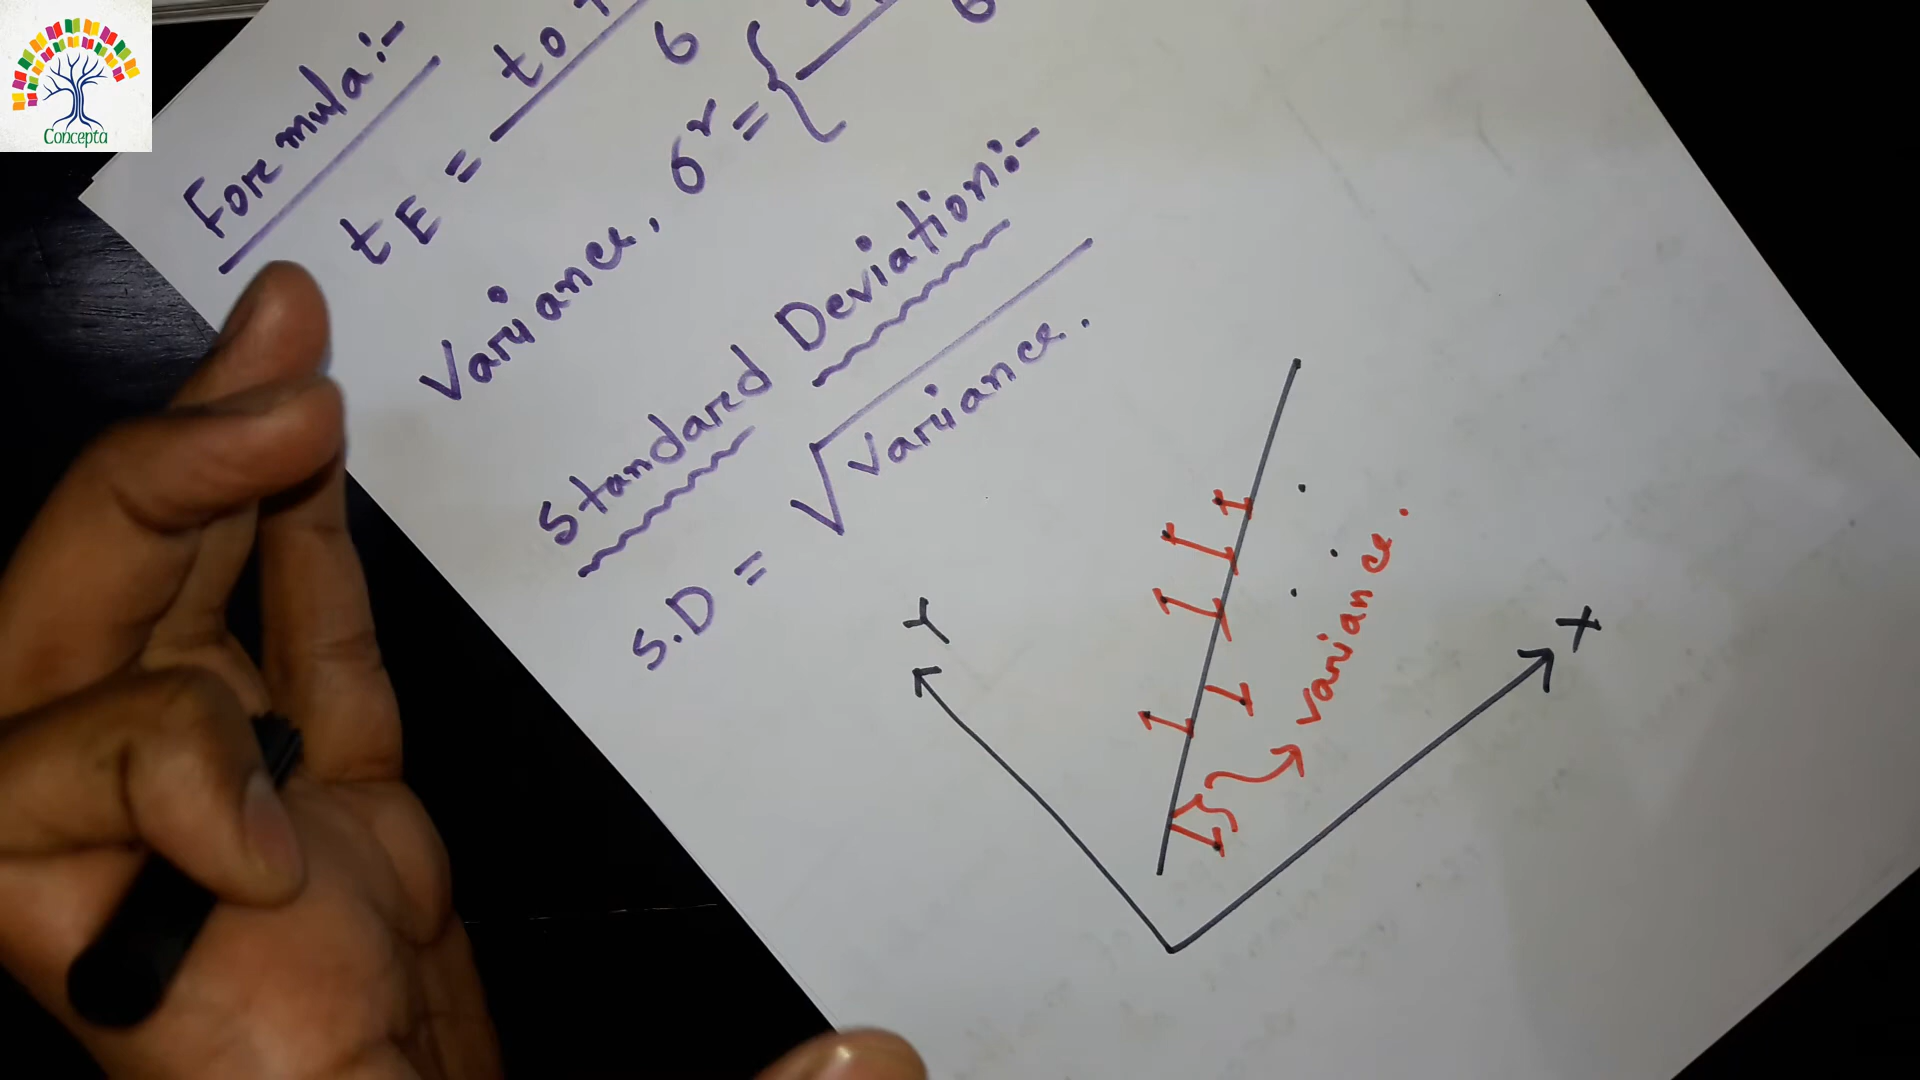 Concepta
Formula:-
tE = to +
6
Variance, σ² = {
6
Standard Deviation:-
S.D = √Variance.
Y
X
variance.